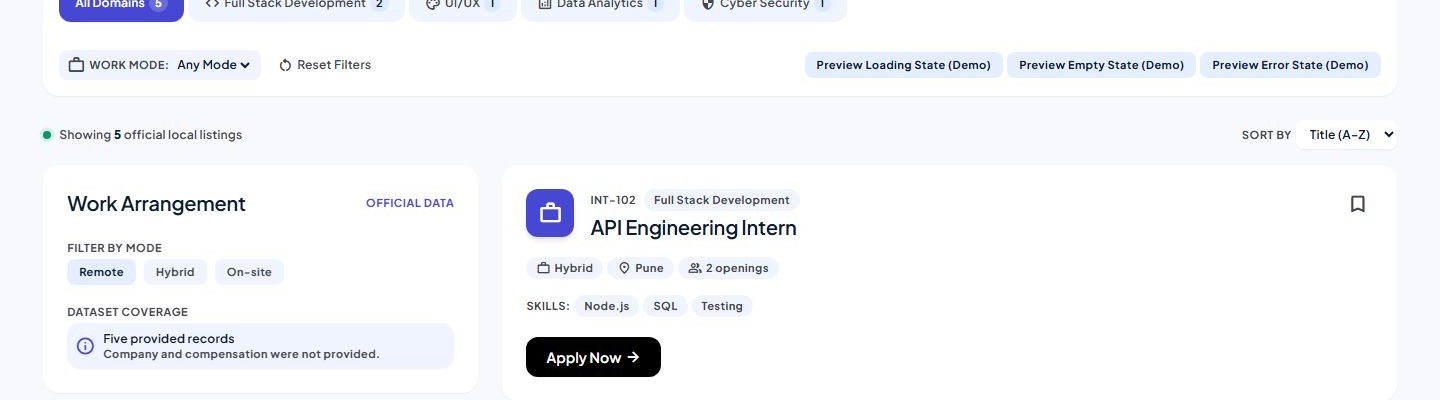 All Domains 5 Full Stack Development 2 UI/UX 1 Data Analytics 1 Cyber Security 1
WORK MODE: Any Mode Reset Filters Preview Loading State (Demo) Preview Empty State (Demo) Preview Error State (Demo)
Showing 5 official local listings SORT BY Title (A–Z)
Work Arrangement OFFICIAL DATA
FILTER BY MODE
Remote Hybrid On-site
DATASET COVERAGE
Five provided records
Company and compensation were not provided.
INT-102 Full Stack Development
API Engineering Intern
Hybrid Pune 2 openings
SKILLS: Node.js SQL Testing
Apply Now →